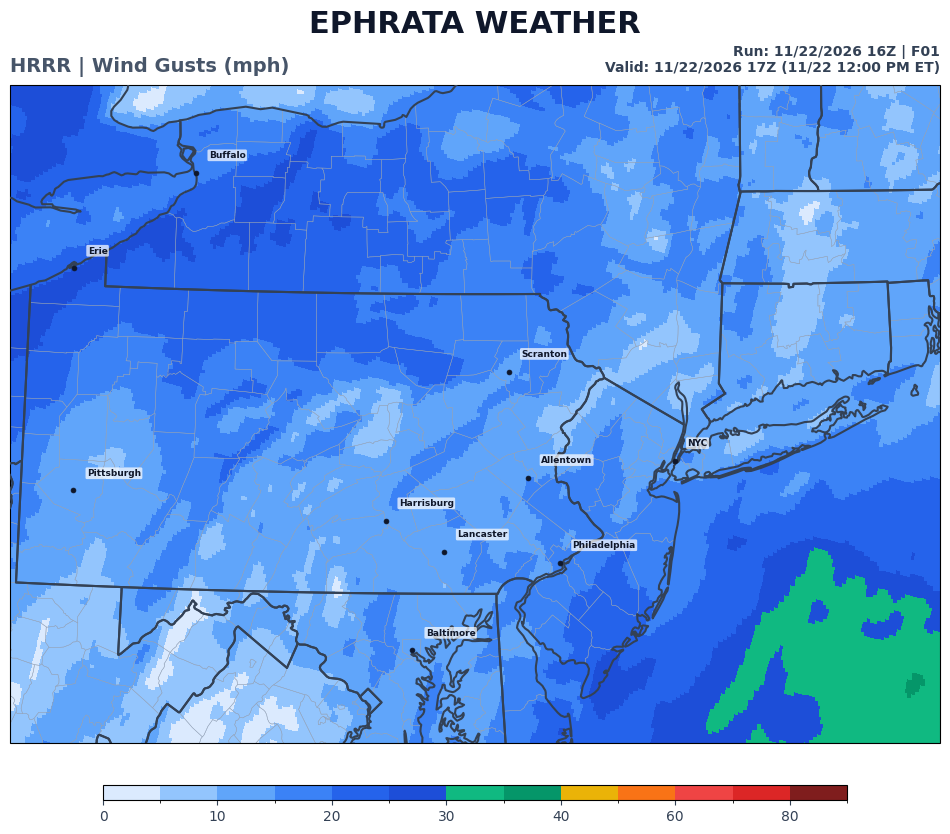 EPHRATA WEATHER
HRRR | Wind Gusts (mph)
Run: 11/22/2026 16Z | F01
Valid: 11/22/2026 17Z (11/22 12:00 PM ET)
Buffalo
Erie
Scranton
NYC
Allentown
Pittsburgh
Harrisburg
Lancaster
Philadelphia
Baltimore
0 10 20 30 40 60 80